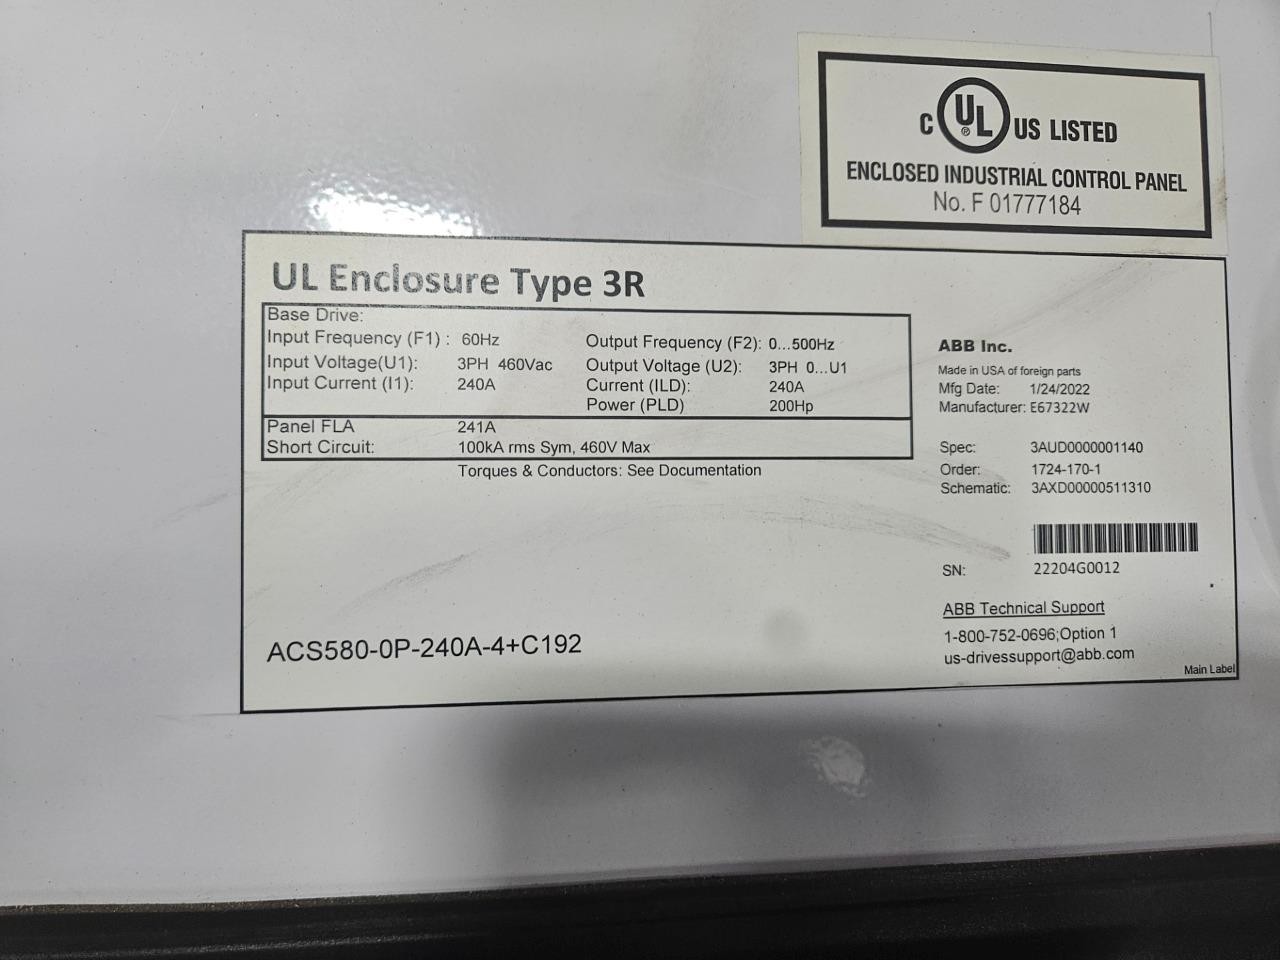 C UL ® US LISTED
ENCLOSED INDUSTRIAL CONTROL PANEL
No. F 01777184
UL Enclosure Type 3R
Base Drive:
Input Frequency (F1) : 60Hz Output Frequency (F2): 0...500Hz
Input Voltage(U1): 3PH 460Vac Output Voltage (U2): 3PH 0...U1
Input Current (I1): 240A Current (ILD): 240A
Power (PLD) 200Hp
Panel FLA 241A
Short Circuit: 100kA rms Sym, 460V Max
Torques & Conductors: See Documentation
ACS580-0P-240A-4+C192
ABB Inc.
Made in USA of foreign parts
Mfg Date: 1/24/2022
Manufacturer: E67322W
Spec: 3AUD0000001140
Order: 1724-170-1
Schematic: 3AXD00000511310
SN: 22204G0012
ABB Technical Support
1-800-752-0696;Option 1
us-drivessupport@abb.com
Main Label